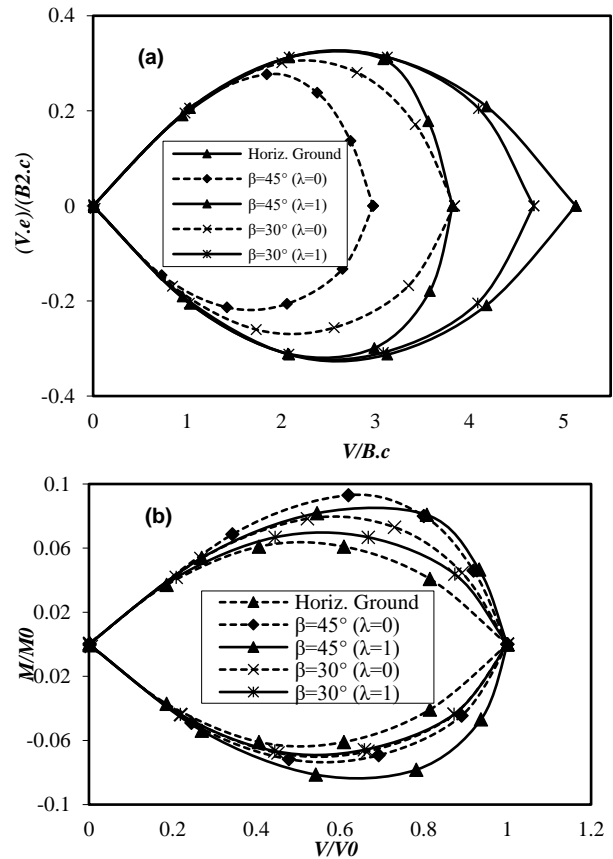 0.4
(a)
0.2
0
-0.2
-0.4
(V.e)/(B2.c)
Horiz. Ground
β=45° (λ=0)
β=45° (λ=1)
β=30° (λ=0)
β=30° (λ=1)
0 1 2 3 4 5
V/B.c
0.1
(b)
0.06
0.02
-0.02
-0.06
-0.1
M/M0
Horiz. Ground
β=45° (λ=0)
β=45° (λ=1)
β=30° (λ=0)
β=30° (λ=1)
0 0.2 0.4 0.6 0.8 1 1.2
V/V0